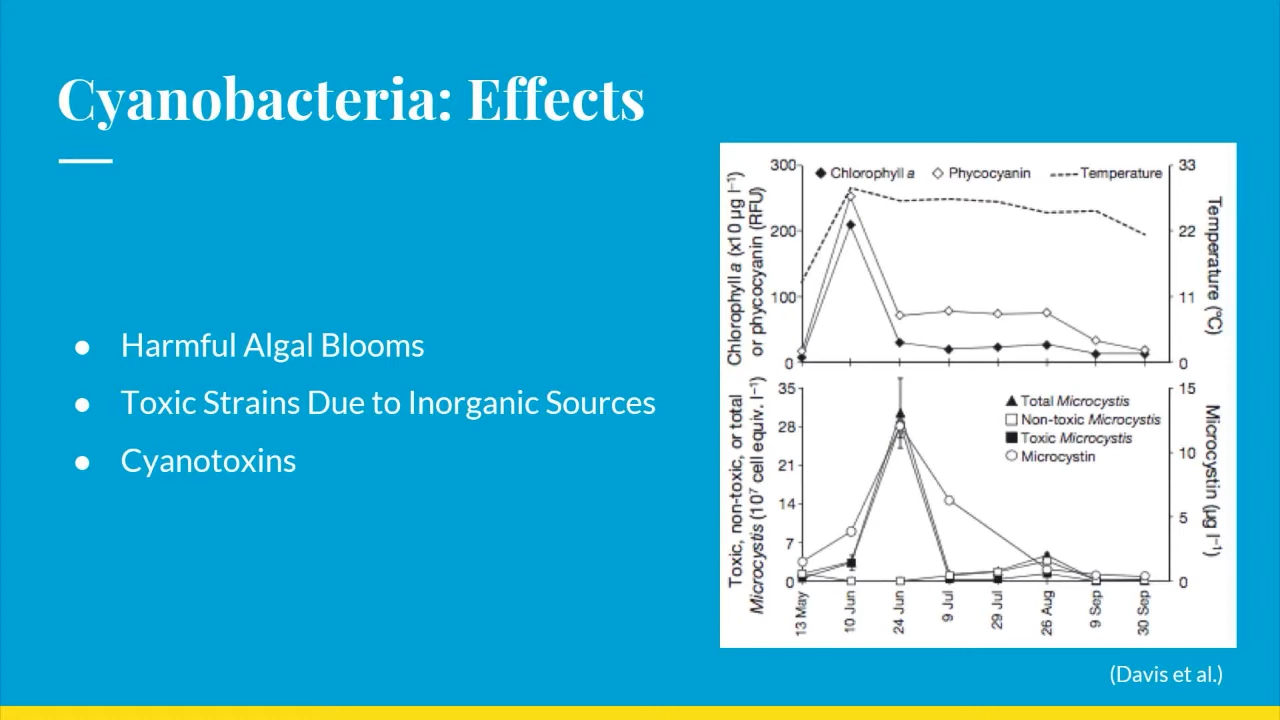 Cyanobacteria: Effects
● Harmful Algal Blooms
● Toxic Strains Due to Inorganic Sources
● Cyanotoxins
Chlorophyll a (x10 µg l⁻¹)
or phycocyanin (RFU)
300
200
100
0
Chlorophyll a
Phycocyanin
Temperature
33
22
11
0
Temperature (°C)
Toxic, non-toxic, or total
Microcystis (10⁷ cell equiv. l⁻¹)
35
28
21
14
7
0
Total Microcystis
Non-toxic Microcystis
Toxic Microcystis
Microcystin
15
10
5
0
Microcystin (µg l⁻¹)
13 May
10 Jun
24 Jun
9 Jul
29 Jul
26 Aug
9 Sep
30 Sep
(Davis et al.)